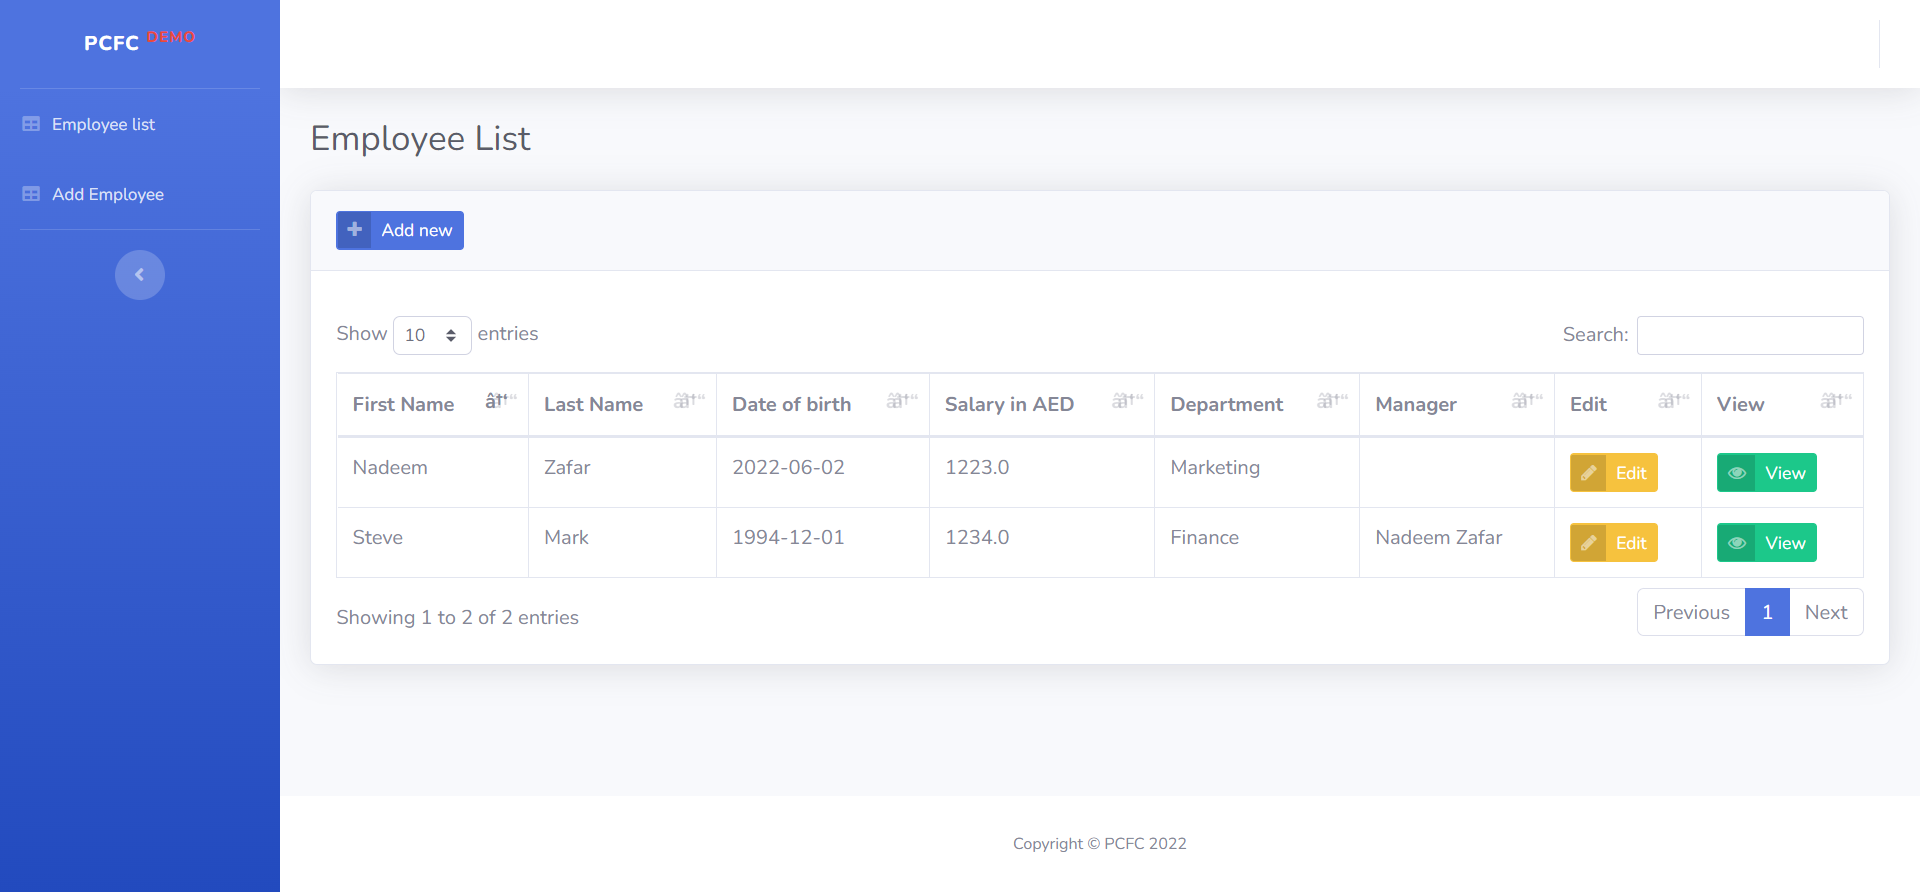 PCFC DEMO
Employee list
Add Employee
Employee List
Add new
Show 10 entries
Search:
First Name Last Name Date of birth Salary in AED Department Manager Edit View
Nadeem Zafar 2022-06-02 1223.0 Marketing Edit View
Steve Mark 1994-12-01 1234.0 Finance Nadeem Zafar Edit View
Showing 1 to 2 of 2 entries
Previous 1 Next
Copyright © PCFC 2022